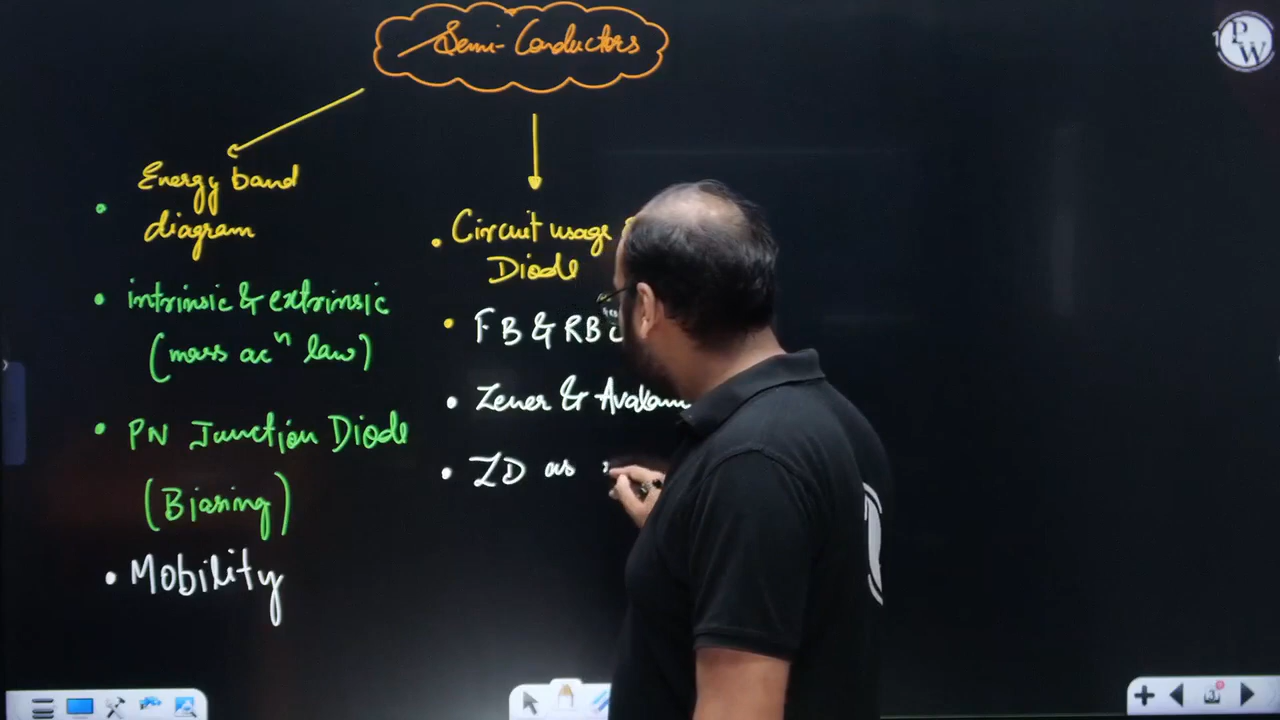 Semi-Conductors
Energy band
diagram
intrinsic & extrinsic
(mass acⁿ law)
PN Junction Diode
(Biasing)
Mobility
Circuit usage
Diode
FB & RB
Zener &
ZD as
PW